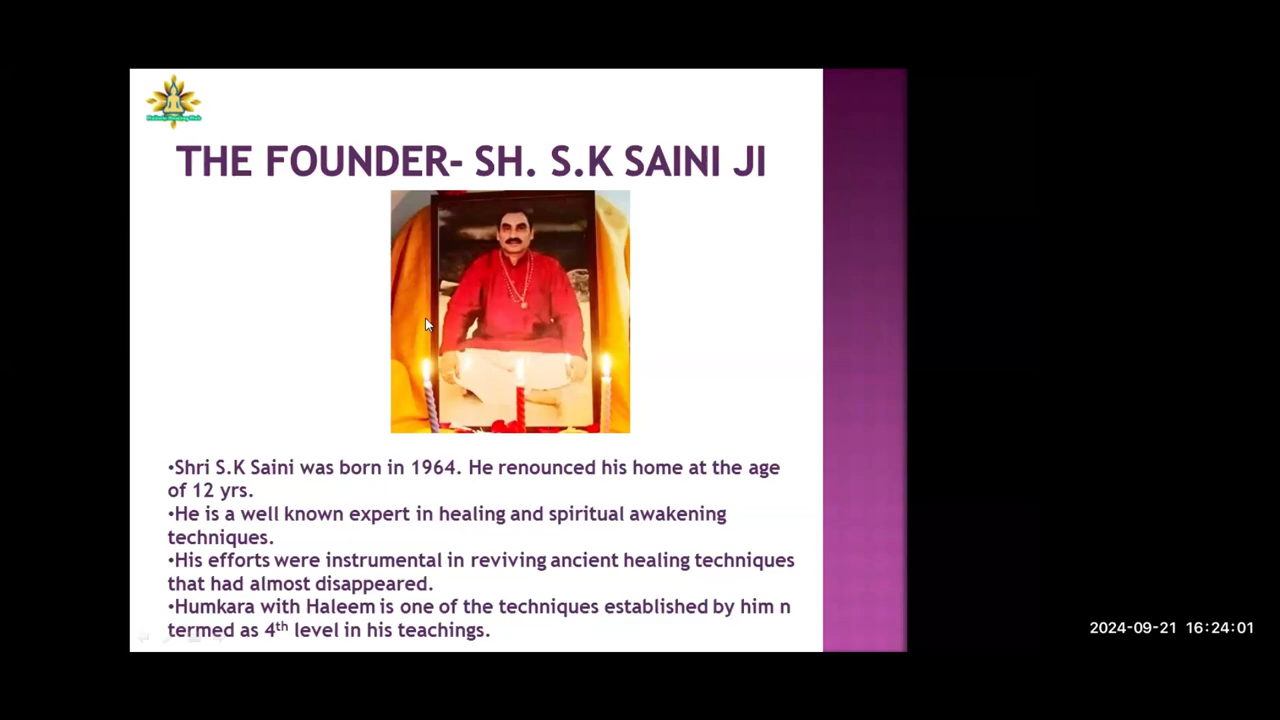 THE FOUNDER- SH. S.K SAINI JI
•Shri S.K Saini was born in 1964. He renounced his home at the age
of 12 yrs.
•He is a well known expert in healing and spiritual awakening
techniques.
•His efforts were instrumental in reviving ancient healing techniques
that had almost disappeared.
•Humkara with Haleem is one of the techniques established by him n
termed as 4th level in his teachings.
2024-09-21 16:24:01